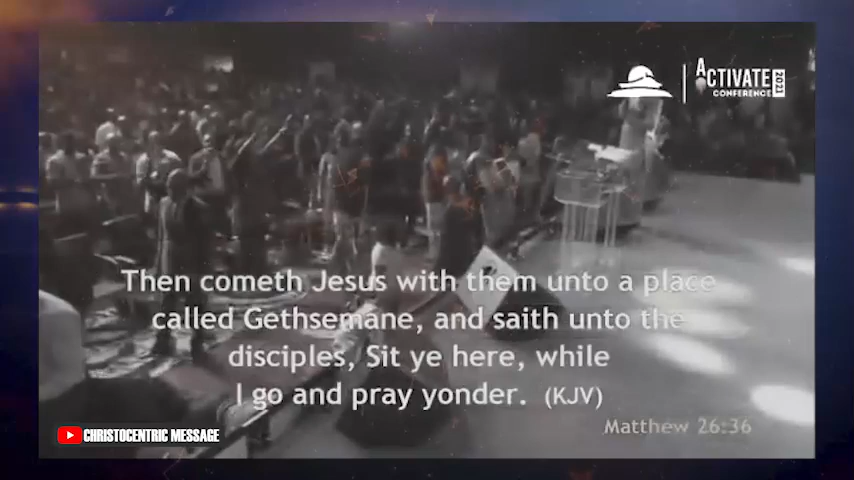 ACTIVATE
CONFERENCE 2021
Then cometh Jesus with them unto a place
called Gethsemane, and saith unto the
disciples, Sit ye here, while
I go and pray yonder. (KJV)
Matthew 26:36
CHRISTOCENTRIC MESSAGE